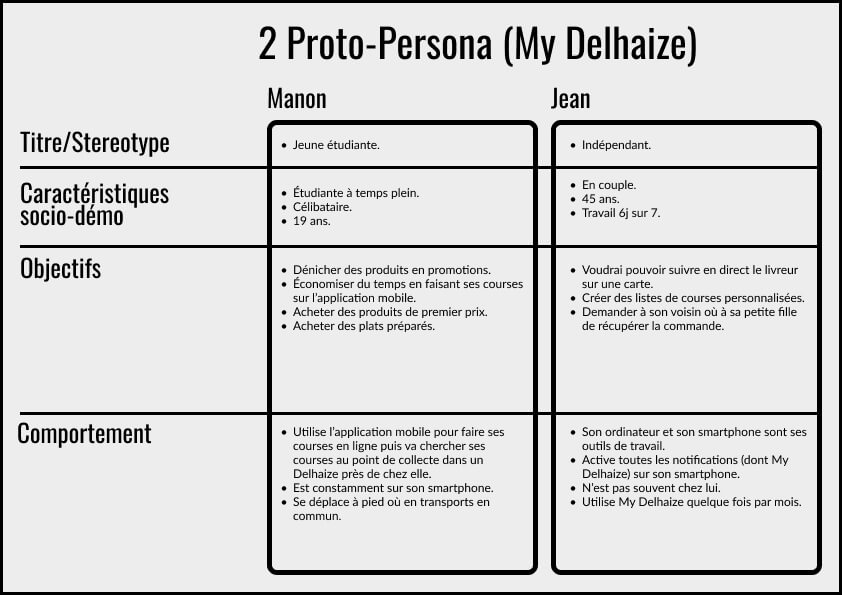 2 Proto-Persona (My Delhaize)
Manon
Jean
Titre/Stereotype
• Jeune étudiante.
• Indépendant.
Caractéristiques
socio-démo
• Étudiante à temps plein.
• Célibataire.
• 19 ans.
• En couple.
• 45 ans.
• Travail 6j sur 7.
Objectifs
• Dénicher des produits en promotions.
• Économiser du temps en faisant ses courses
sur l'application mobile.
• Acheter des produits de premier prix.
• Acheter des plats préparés.
• Voudrai pouvoir suivre en direct le livreur
sur une carte.
• Créer des listes de courses personnalisées.
• Demander à son voisin où à sa petite fille
de récupérer la commande.
Comportement
• Utilise l'application mobile pour faire ses
courses en ligne puis va chercher ses
courses au point de collecte dans un
Delhaize près de chez elle.
• Est constamment sur son smartphone.
• Se déplace à pied où en transports en
commun.
• Son ordinateur et son smartphone sont ses
outils de travail.
• Active toutes les notifications (dont My
Delhaize) sur son smartphone.
• N'est pas souvent chez lui.
• Utilise My Delhaize quelque fois par mois.